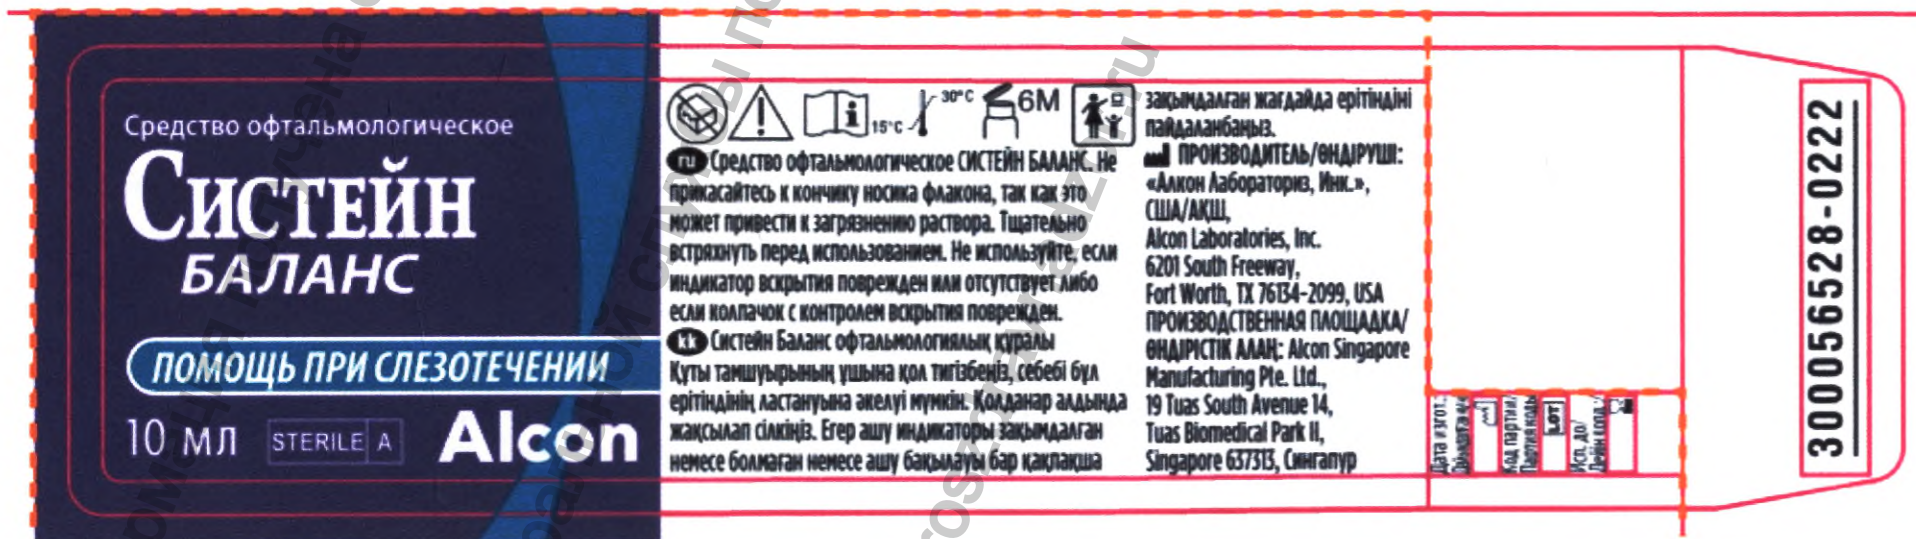 Средство офтальмологическое
СИСТЕЙН
БАЛАНС
ПОМОЩЬ ПРИ СЛЕЗОТЕЧЕНИИ
10 МЛ STERILE A Alcon
15°C 30°C 6M
Средство офтальмологическое СИСТЕЙН БАЛАНС. Не
прикасайтесь к кончику носика флакона, так как это
может привести к загрязнению раствора. Тщательно
встряхнуть перед использованием. Не используйте, если
индикатор вскрытия поврежден или отсутствует либо
если колпачок с контролем вскрытия поврежден.
kk Систейн Баланс офтальмологиялық құралы
Құты тамшуырының ұшына қол тигізбеңіз, себебі бұл
ерітіндінің ластануына әкелуі мүмкін. Қолданар алдында
жақсылап сілкіңіз. Егер ашу индикаторы зақымдалған
немесе болмаған немесе ашу бақылауы бар қақпақша
зақымдалған жағдайда ерітіндіні
пайдаланбаңыз.
ПРОИЗВОДИТЕЛЬ/ӨНДІРУШІ:
«Алкон Лабораториз, Инк.»,
США/АҚШ,
Alcon Laboratories, Inc.
6201 South Freeway,
Fort Worth, TX 76134-2099, USA
ПРОИЗВОДСТВЕННАЯ ПЛОЩАДКА/
ӨНДІРІСТІК АЛАҢ: Alcon Singapore
Manufacturing Pte. Ltd.,
19 Tuas South Avenue 14,
Tuas Biomedical Park II,
Singapore 637313, Сингапур
Дата изгот.
Код партии/
Партия коды
LOT
Исп. до/
300056528-0222